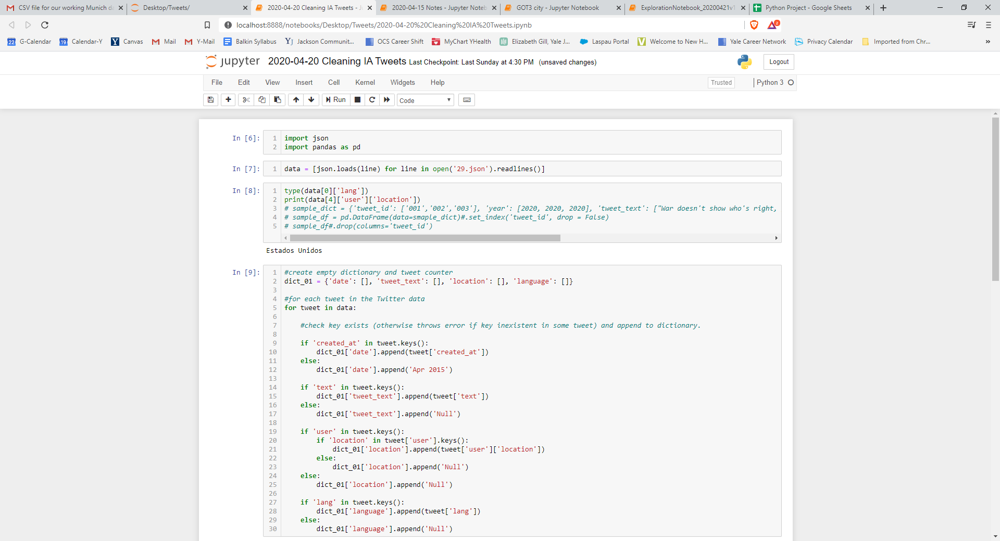 CSV file for our working Munich da
Desktop/Tweets/
2020-04-20 Cleaning IA Tweets - J
2020-04-15 Notes - Jupyter Noteb
GOT3 city - Jupyter Notebook
ExplorationNotebook_20200421v1
Python Project - Google Sheets
localhost:8888/notebooks/Desktop/Tweets/2020-04-20%20Cleaning%20IA%20Tweets.ipynb
2
22 G-Calendar
19 Calendar-Y
Y Canvas
Mail
Y-Mail
Balkin Syllabus
YJ Jackson Communit...
OCS Career Shift
MyChart YHealth
Elizabeth Gill, Yale J...
Laspau Portal
Welcome to New H...
Yale Career Network
Privacy Calendar
Imported from Chr...
»
jupyter 2020-04-20 Cleaning IA Tweets Last Checkpoint: Last Sunday at 4:30 PM (unsaved changes)
Logout
File Edit View Insert Cell Kernel Widgets Help
Trusted
Python 3
Run
Code
In [6]:
1 import json
2 import pandas as pd
In [7]:
1 data = [json.loads(line) for line in open('29.json').readlines()]
In [8]:
1 type(data[0]['lang'])
2 print(data[4]['user']['location'])
3 # sample_dict = {'tweet_id': ['001','002','003'], 'year': [2020, 2020, 2020], 'tweet_text': ["War doesn't show who's right,
4 # sample_df = pd.DataFrame(data=smaple_dict)#.set_index('tweet_id', drop = False)
5 # sample_df#.drop(columns='tweet_id')
Estados Unidos
In [9]:
1 #create empty dictionary and tweet counter
2 dict_01 = {'date': [], 'tweet_text': [], 'location': [], 'language': []}
3
4 #for each tweet in the Twitter data
5 for tweet in data:
6
7     #check key exists (otherwise throws error if key inexistent in some tweet) and append to dictionary.
8
9     if 'created_at' in tweet.keys():
10         dict_01['date'].append(tweet['created_at'])
11     else:
12         dict_01['date'].append('Apr 2015')
13
14     if 'text' in tweet.keys():
15         dict_01['tweet_text'].append(tweet['text'])
16     else:
17         dict_01['tweet_text'].append('Null')
18
19     if 'user' in tweet.keys():
20         if 'location' in tweet['user'].keys():
21             dict_01['location'].append(tweet['user']['location'])
22         else:
23             dict_01['location'].append('Null')
24     else:
25         dict_01['location'].append('Null')
26
27     if 'lang' in tweet.keys():
28         dict_01['language'].append(tweet['lang'])
29     else:
30         dict_01['language'].append('Null')